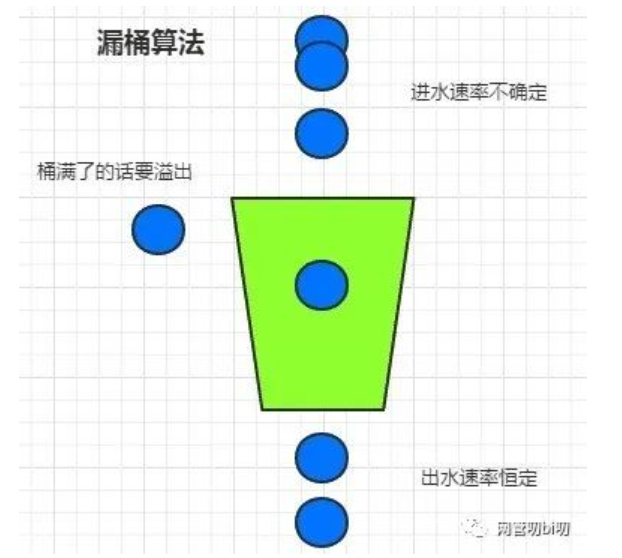 漏桶算法
进水速率不确定
桶满了的话要溢出
出水速率恒定
网管叨bi叨